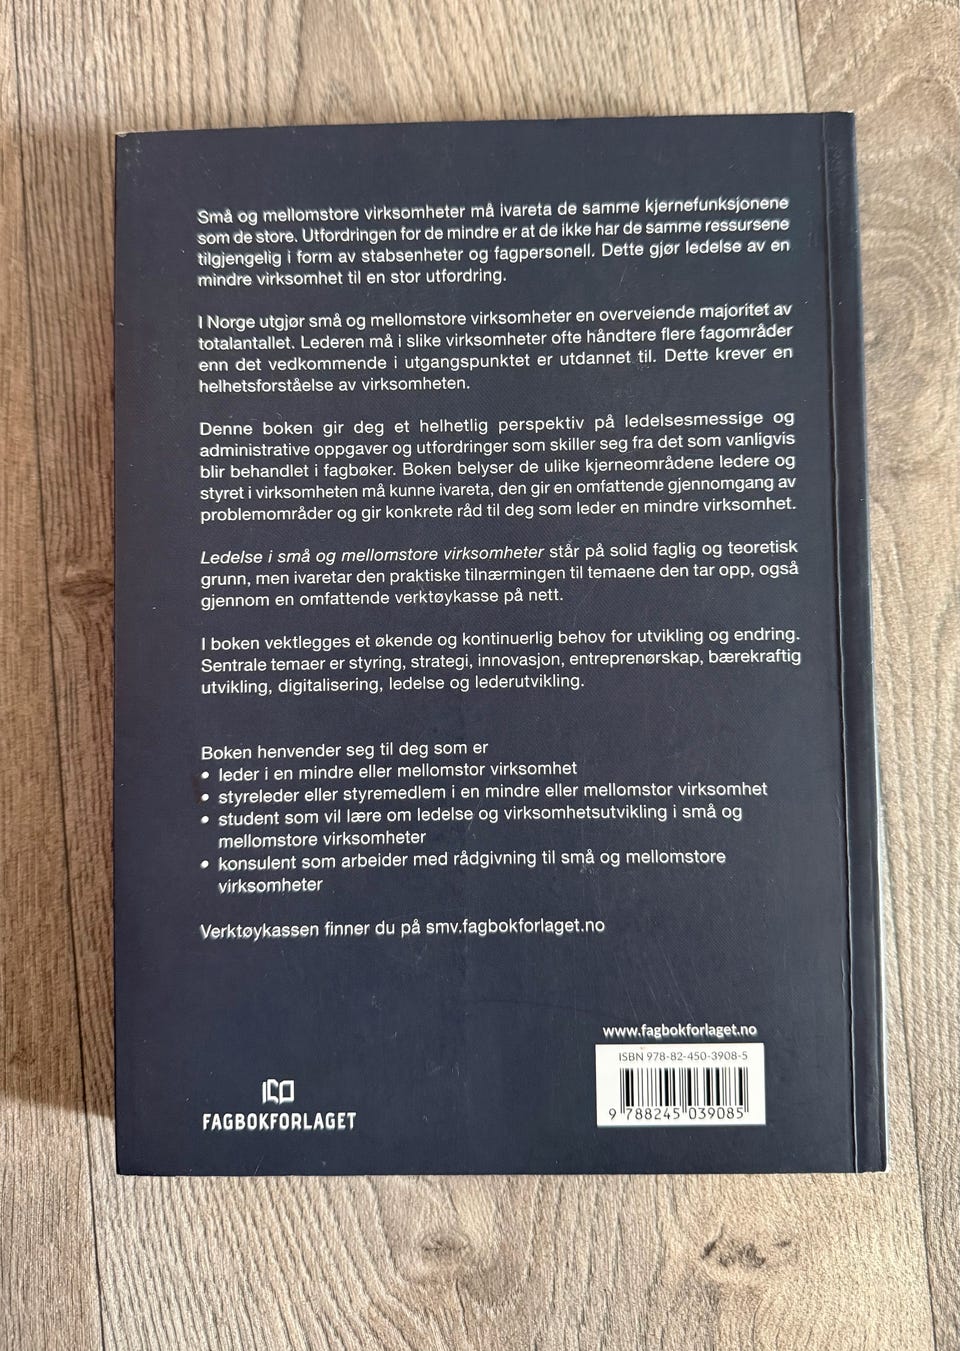 Små og mellomstore virksomheter må ivareta de samme kjernefunksjonene
som de store. Utfordringen for de mindre er at de ikke har de samme ressursene
tilgjengelig i form av stabsenheter og fagpersonell. Dette gjør ledelse av en
mindre virksomhet til en stor utfordring.
I Norge utgjør små og mellomstore virksomheter en overveiende majoritet av
totalantallet. Lederen må i slike virksomheter ofte håndtere flere fagområder
enn det vedkommende i utgangspunktet er utdannet til. Dette krever en
helhetsforståelse av virksomheten.
Denne boken gir deg et helhetlig perspektiv på ledelsesmessige og
administrative oppgaver og utfordringer som skiller seg fra det som vanligvis
blir behandlet i fagbøker. Boken belyser de ulike kjerneområdene ledere og
styret i virksomheten må kunne ivareta, den gir en omfattende gjennomgang av
problemområder og gir konkrete råd til deg som leder en mindre virksomhet.
Ledelse i små og mellomstore virksomheter står på solid faglig og teoretisk
grunn, men ivaretar den praktiske tilnærmingen til temaene den tar opp, også
gjennom en omfattende verktøykasse på nett.
I boken vektlegges et økende og kontinuerlig behov for utvikling og endring.
Sentrale temaer er styring, strategi, innovasjon, entreprenørskap, bærekraftig
utvikling, digitalisering, ledelse og lederutvikling.
Boken henvender seg til deg som er
• leder i en mindre eller mellomstor virksomhet
• styreleder eller styremedlem i en mindre eller mellomstor virksomhet
• student som vil lære om ledelse og virksomhetsutvikling i små og
mellomstore virksomheter
• konsulent som arbeider med rådgivning til små og mellomstore
virksomheter
Verktøykassen finner du på smv.fagbokforlaget.no
www.fagbokforlaget.no
ISBN 978-82-450-3908-5
9 788245 039085
FAGBOKFORLAGET